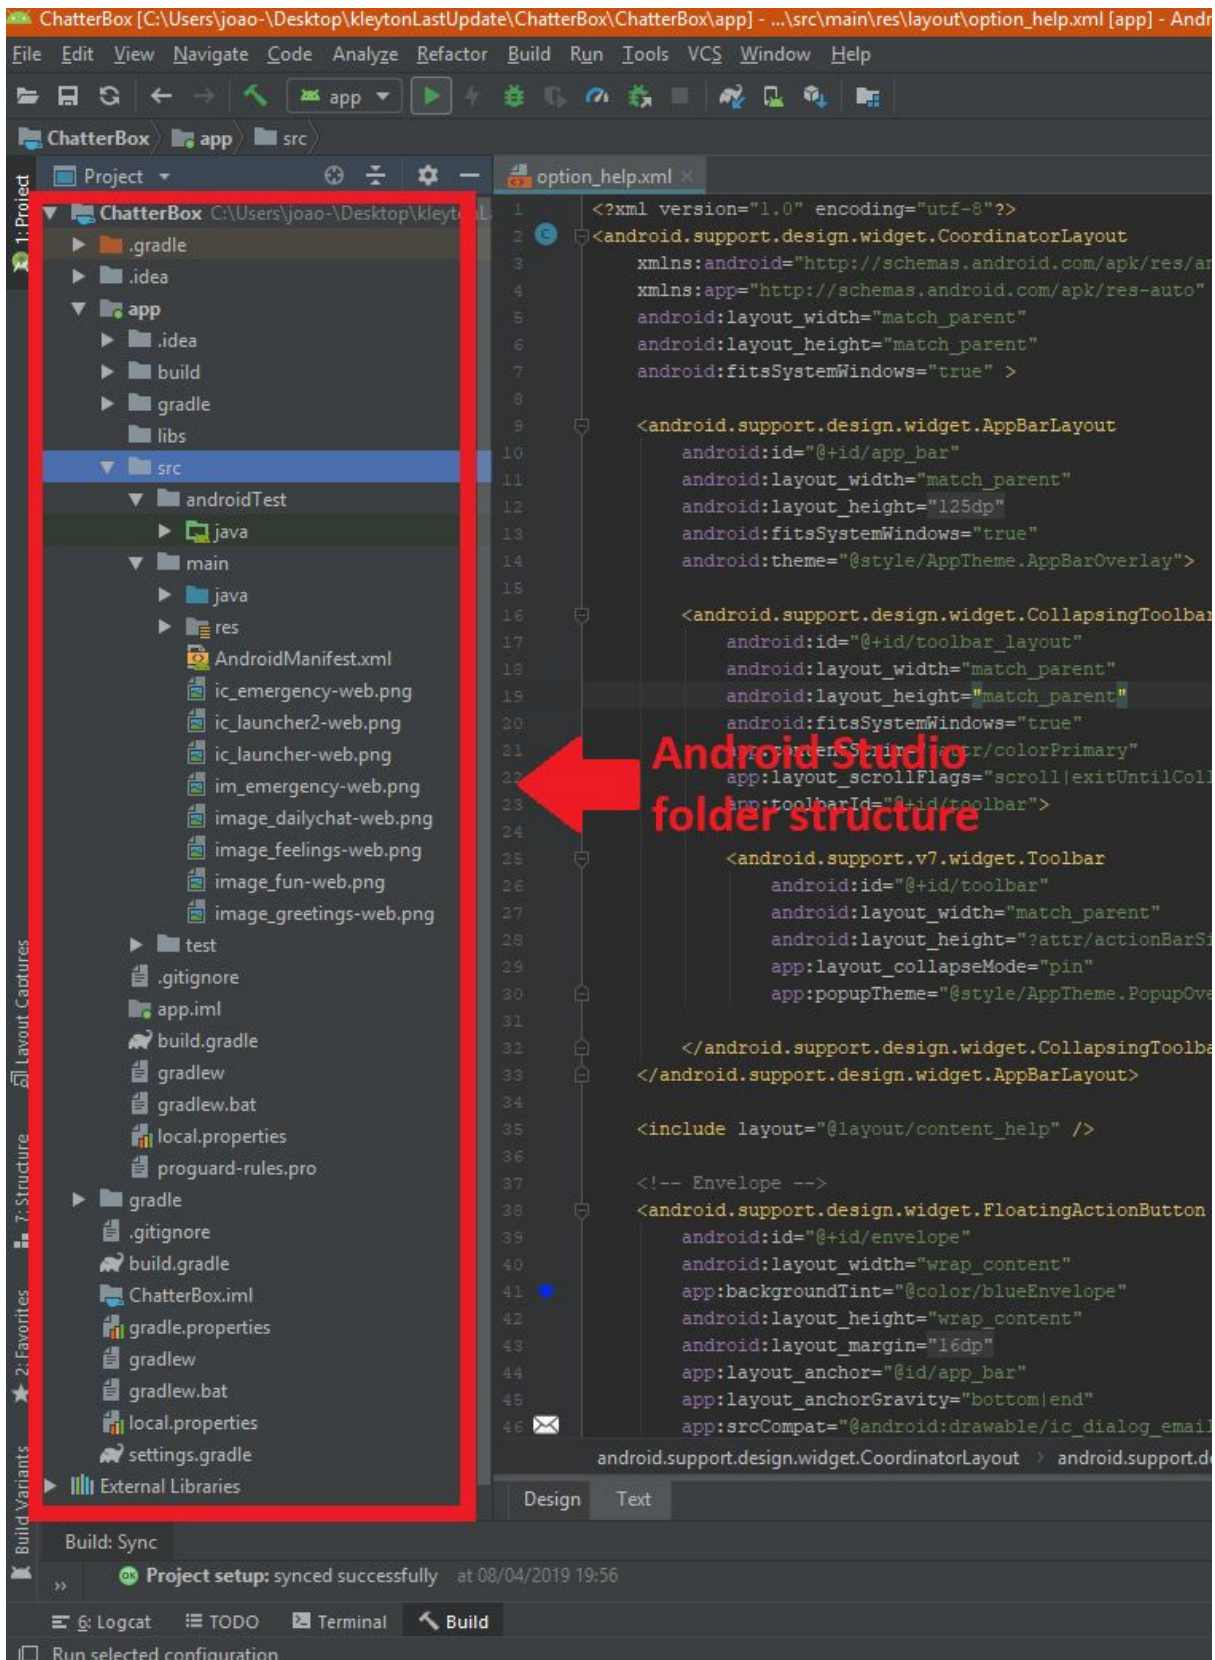 ChatterBox [C:\Users\joao-\Desktop\kleytonLastUpdate\ChatterBox\ChatterBox\app] - ...\src\main\res\layout\option_help.xml [app] - Andr
File Edit View Navigate Code Analyze Refactor Build Run Tools VCS Window Help
app
ChatterBox app src
1: Project
Project
option_help.xml
ChatterBox C:\Users\joao-\Desktop\kleytonL
.gradle
.idea
app
.idea
build
gradle
libs
src
androidTest
java
main
java
res
AndroidManifest.xml
ic_emergency-web.png
ic_launcher2-web.png
ic_launcher-web.png
im_emergency-web.png
image_dailychat-web.png
image_feelings-web.png
image_fun-web.png
image_greetings-web.png
test
.gitignore
app.iml
build.gradle
gradlew
gradlew.bat
local.properties
proguard-rules.pro
gradle
.gitignore
build.gradle
ChatterBox.iml
gradle.properties
gradlew
gradlew.bat
local.properties
settings.gradle
External Libraries
Layout Captures
7: Structure
2: Favorites
Build Variants
1 <?xml version="1.0" encoding="utf-8"?>
2 <android.support.design.widget.CoordinatorLayout
3 xmlns:android="http://schemas.android.com/apk/res/an
4 xmlns:app="http://schemas.android.com/apk/res-auto"
5 android:layout_width="match_parent"
6 android:layout_height="match_parent"
7 android:fitsSystemWindows="true" >
8
9 <android.support.design.widget.AppBarLayout
10 android:id="@+id/app_bar"
11 android:layout_width="match_parent"
12 android:layout_height="125dp"
13 android:fitsSystemWindows="true"
14 android:theme="@style/AppTheme.AppBarOverlay">
15
16 <android.support.design.widget.CollapsingToolbar
17 android:id="@+id/toolbar_layout"
18 android:layout_width="match_parent"
19 android:layout_height="match_parent"
20 android:fitsSystemWindows="true"
21 app:contentScrim="?attr/colorPrimary"
22 app:layout_scrollFlags="scroll|exitUntilColl
23 app:toolbarId="@+id/toolbar">
24
25 <android.support.v7.widget.Toolbar
26 android:id="@+id/toolbar"
27 android:layout_width="match_parent"
28 android:layout_height="?attr/actionBarSi
29 app:layout_collapseMode="pin"
30 app:popupTheme="@style/AppTheme.PopupOve
31
32 </android.support.design.widget.CollapsingToolba
33 </android.support.design.widget.AppBarLayout>
34
35 <include layout="@layout/content_help" />
36
37 <!-- Envelope -->
38 <android.support.design.widget.FloatingActionButton
39 android:id="@+id/envelope"
40 android:layout_width="wrap_content"
41 app:backgroundTint="@color/blueEnvelope"
42 android:layout_height="wrap_content"
43 android:layout_margin="16dp"
44 app:layout_anchor="@id/app_bar"
45 app:layout_anchorGravity="bottom|end"
46 app:srcCompat="@android:drawable/ic_dialog_email
Android Studio
folder structure
android.support.design.widget.CoordinatorLayout android.support.de
Design Text
Build: Sync
Project setup: synced successfully at 08/04/2019 19:56
6: Logcat TODO Terminal Build
Run selected configuration